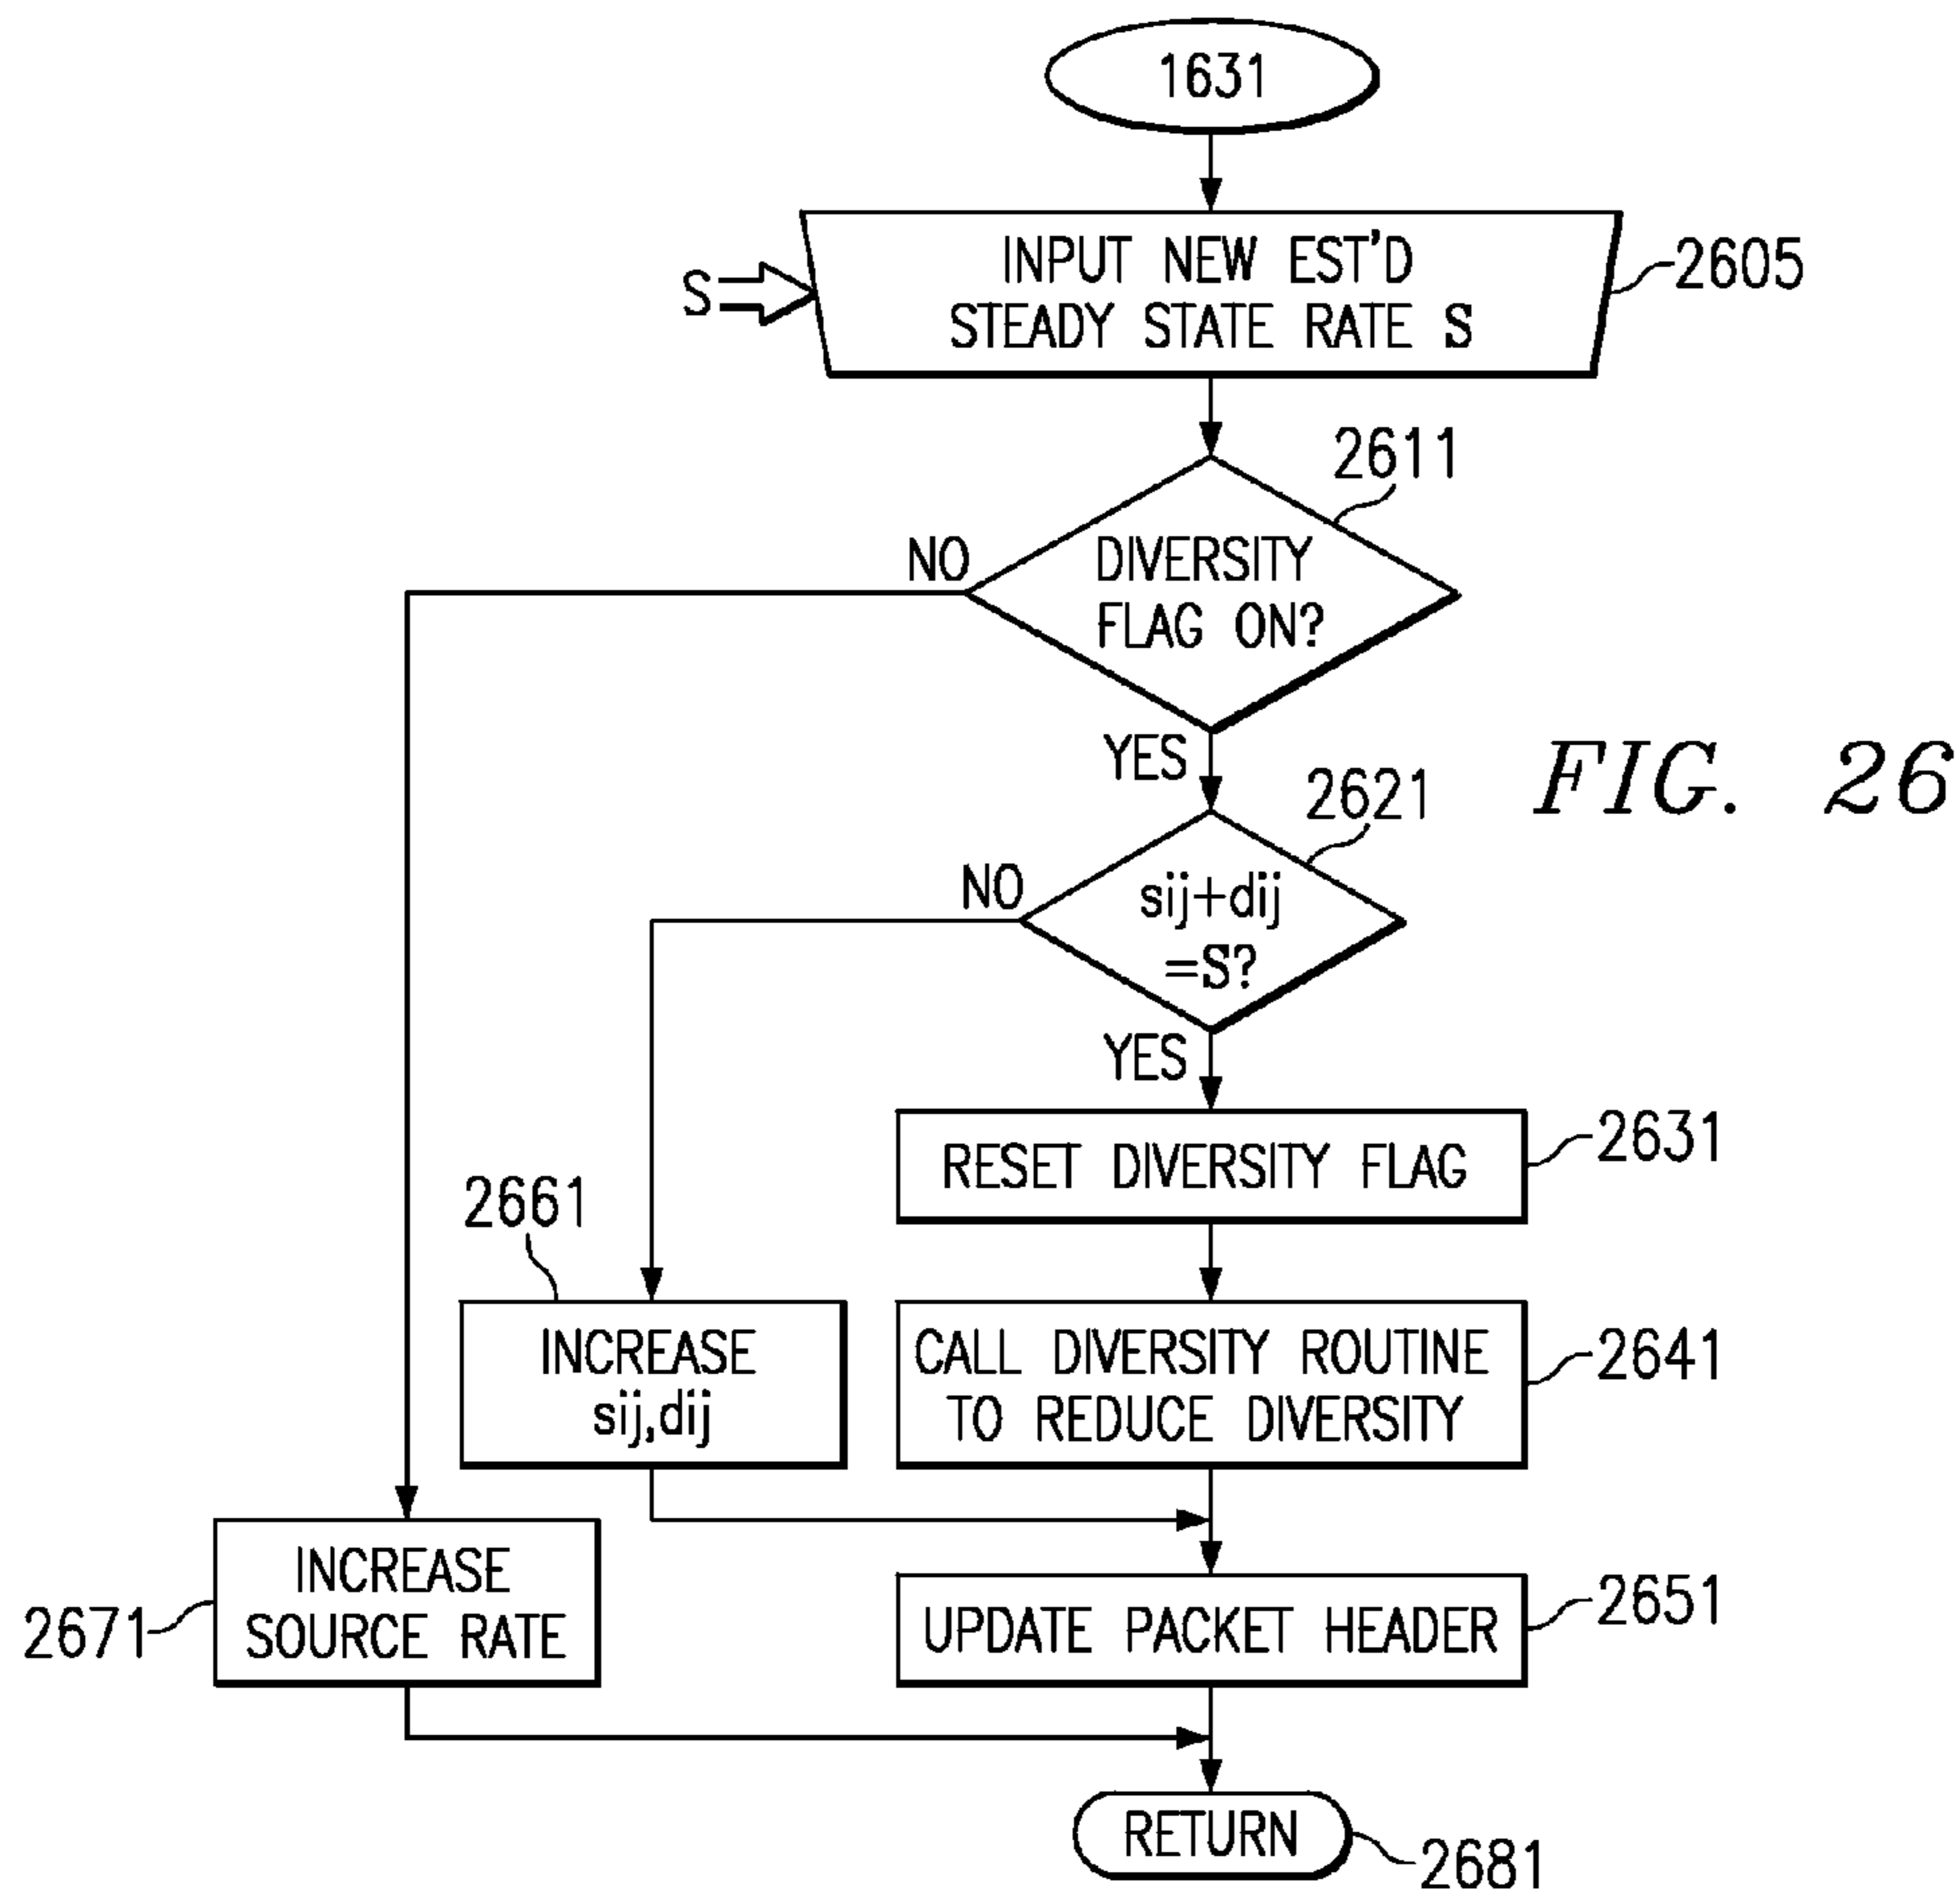 1631
S
INPUT NEW EST'D
STEADY STATE RATE S
2605
2611
DIVERSITY
FLAG ON?
NO
YES
FIG. 26
2621
sij+dij
=S?
NO
YES
RESET DIVERSITY FLAG
2631
2661
INCREASE
sij,dij
CALL DIVERSITY ROUTINE
TO REDUCE DIVERSITY
2641
INCREASE
SOURCE RATE
2671
UPDATE PACKET HEADER
2651
RETURN
2681